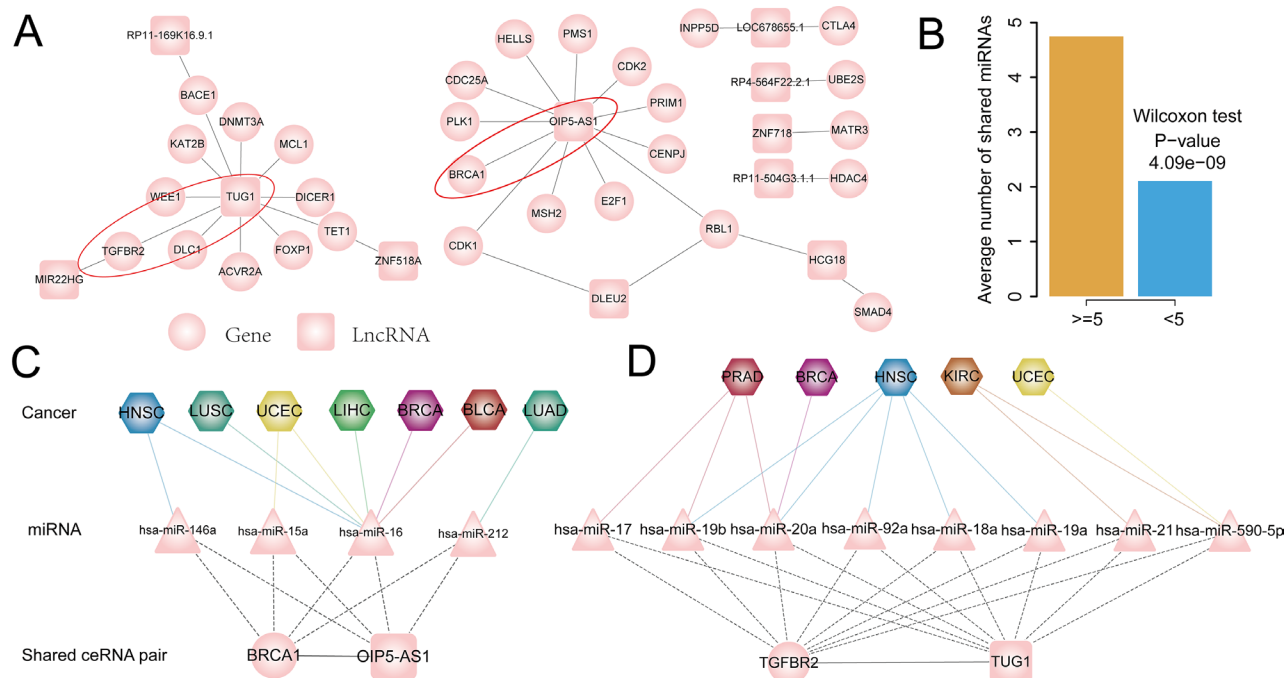 A
RP11-169K16.9.1
BACE1
DNMT3A
KAT2B
MCL1
WEE1
TUG1
DICER1
TGFBR2
DLC1
FOXP1
TET1
MIR22HG
ACVR2A
ZNF518A
HELLS
PMS1
CDC25A
CDK2
PLK1
OIP5-AS1
PRIM1
BRCA1
CENPJ
MSH2
E2F1
CDK1
RBL1
DLEU2
HCG18
SMAD4
INPP5D
LOC678655.1
CTLA4
RP4-564F22.2.1
UBE2S
ZNF718
MATR3
RP11-504G3.1.1
HDAC4
Gene
LncRNA
B
Average number of shared miRNAs
5
4
3
2
1
0
Wilcoxon test
P-value
4.09e-09
>=5
<5
C
Cancer
HNSC
LUSC
UCEC
LIHC
BRCA
BLCA
LUAD
miRNA
hsa-miR-146a
hsa-miR-15a
hsa-miR-16
hsa-miR-212
Shared ceRNA pair
BRCA1
OIP5-AS1
D
PRAD
BRCA
HNSC
KIRC
UCEC
hsa-miR-17
hsa-miR-19b
hsa-miR-20a
hsa-miR-92a
hsa-miR-18a
hsa-miR-19a
hsa-miR-21
hsa-miR-590-5p
TGFBR2
TUG1